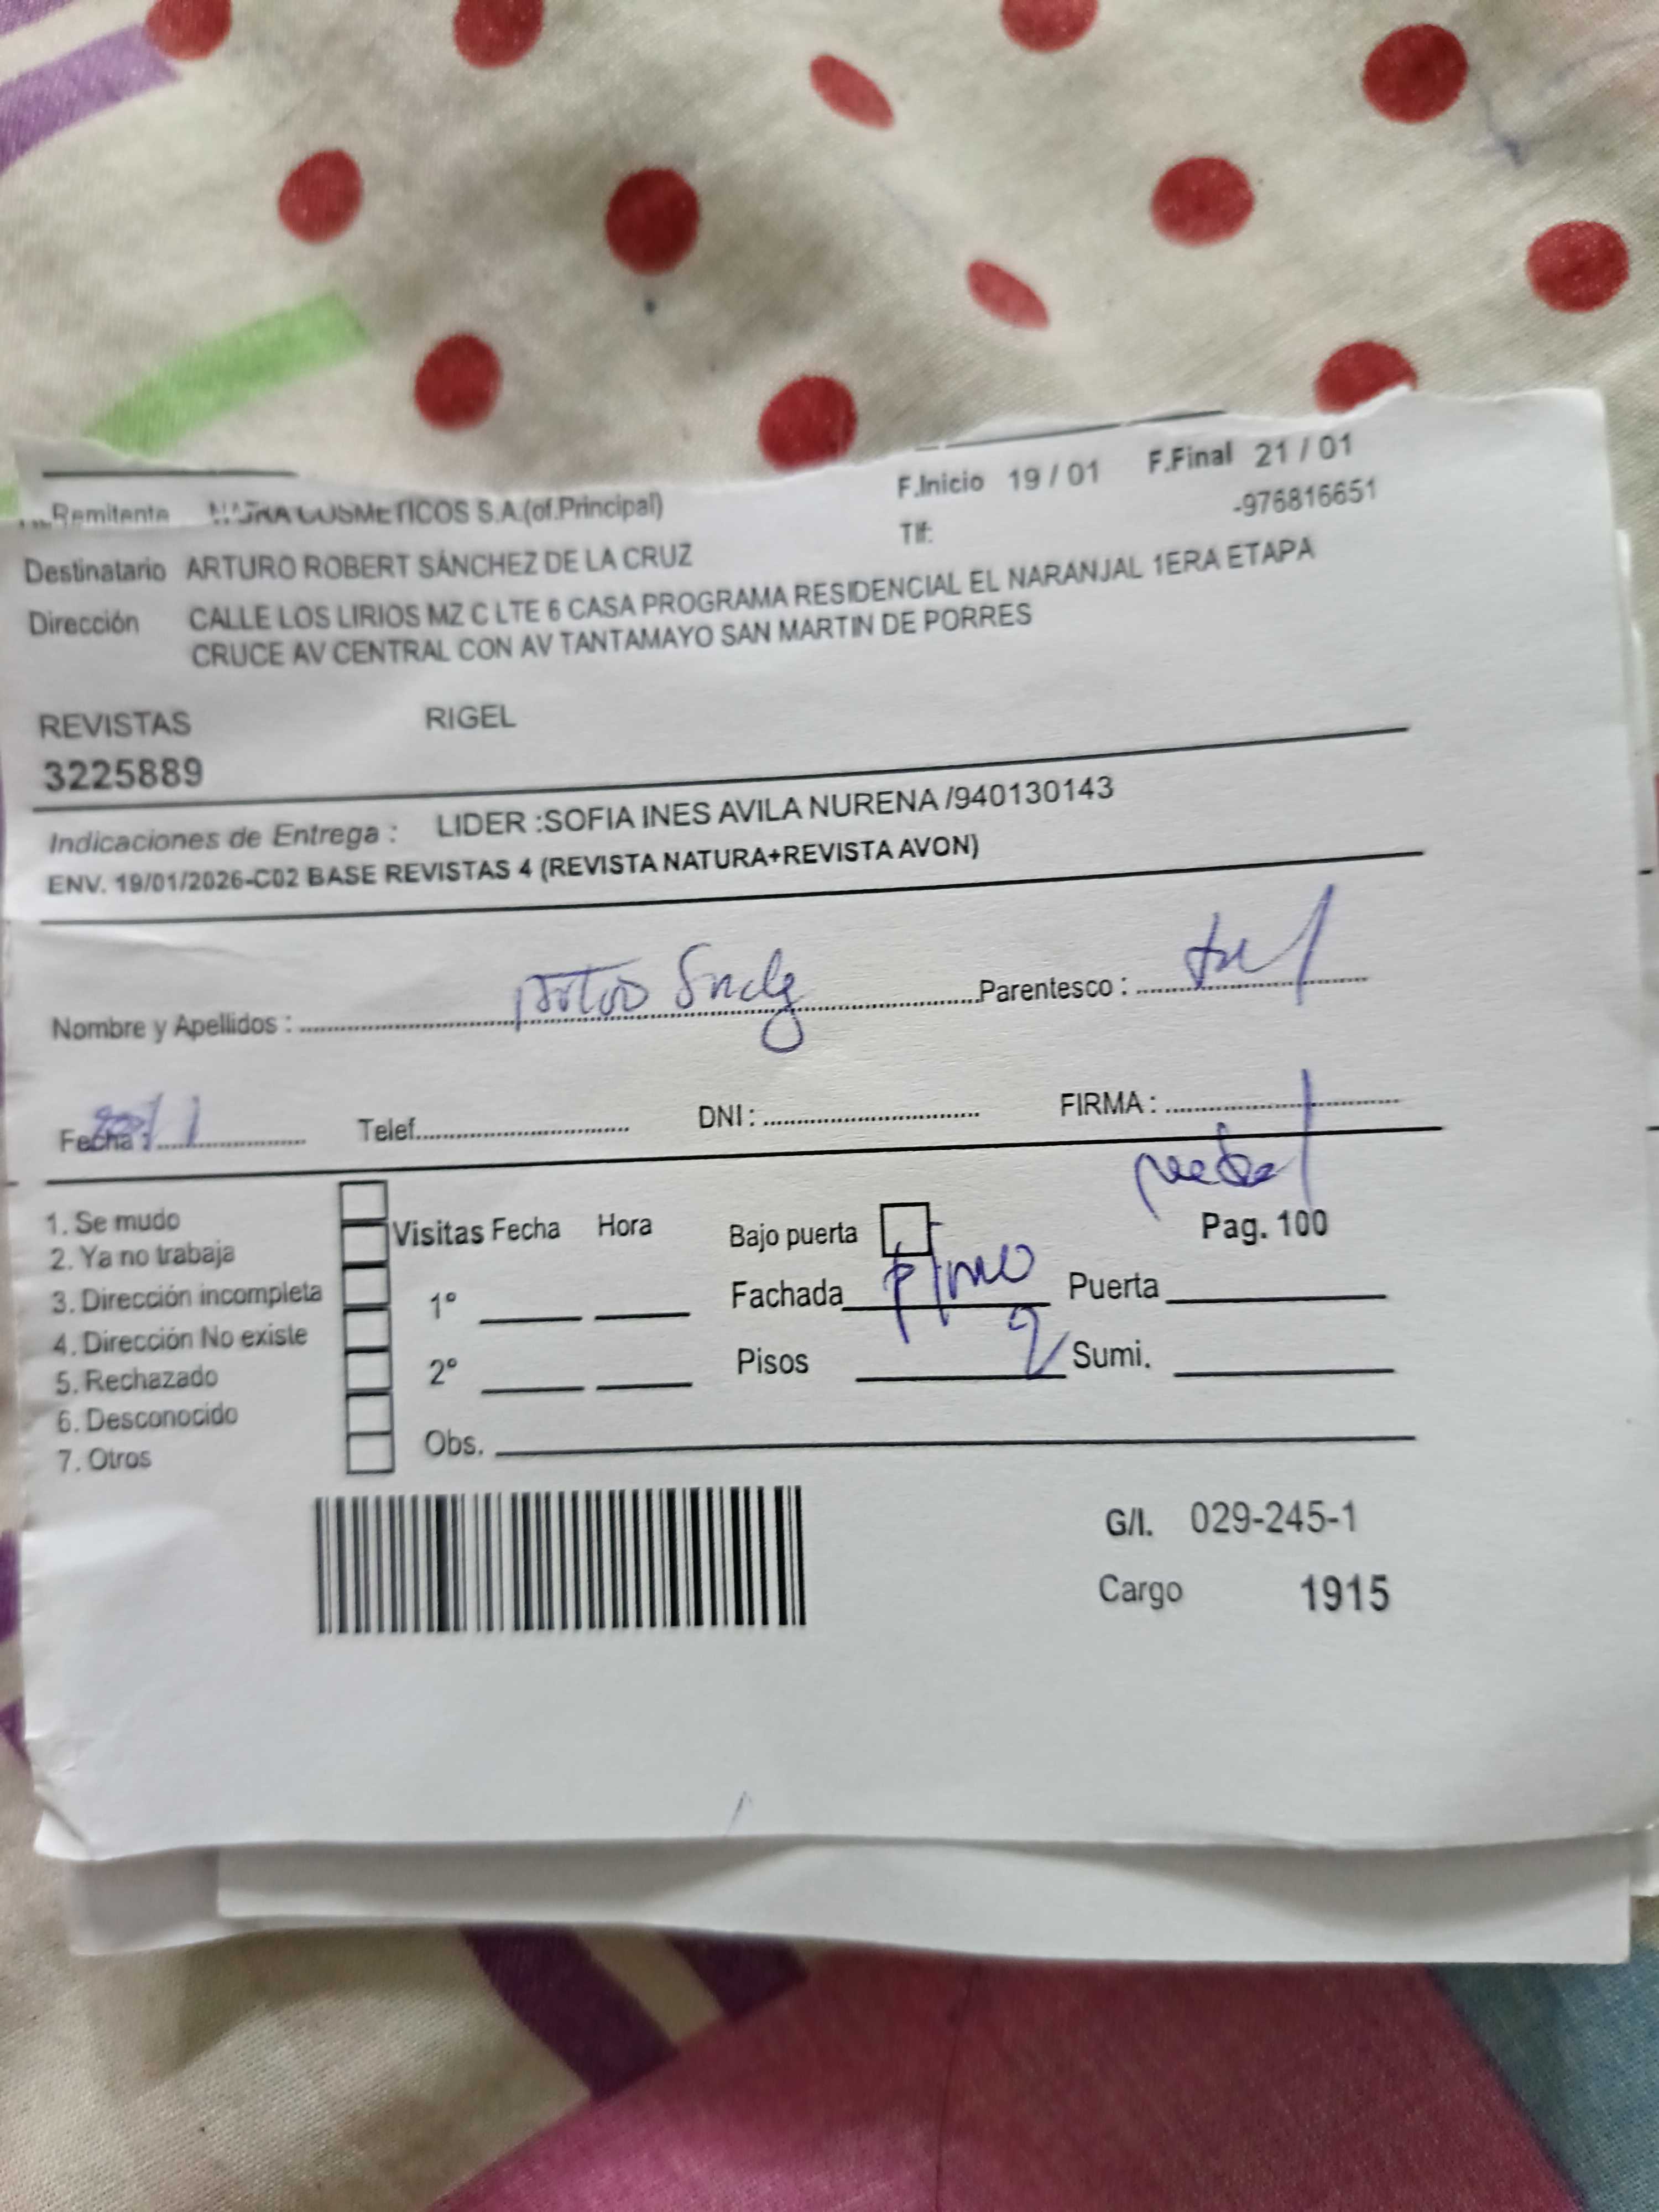 Remitente COSMETICOS S.A.(of.Principal) F.Inicio 19 / 01 F.Final 21 / 01
Tlf: -976816651
Destinatario ARTURO ROBERT SÁNCHEZ DE LA CRUZ
Dirección CALLE LOS LIRIOS MZ C LTE 6 CASA PROGRAMA RESIDENCIAL EL NARANJAL 1ERA ETAPA
CRUCE AV CENTRAL CON AV TANTAMAYO SAN MARTIN DE PORRES
REVISTAS RIGEL
3225889
Indicaciones de Entrega : LIDER :SOFIA INES AVILA NURENA /940130143
ENV. 19/01/2026-C02 BASE REVISTAS 4 (REVISTA NATURA+REVISTA AVON)
Nombre y Apellidos : Parentesco :
Fecha : Telef. DNI : FIRMA :
1. Se mudo
2. Ya no trabaja
3. Dirección incompleta
4. Dirección No existe
5. Rechazado
6. Desconocido
7. Otros
Visitas Fecha Hora
1°
2°
Obs.
Bajo puerta Pag. 100
Fachada Puerta
Pisos 2 Sumi.
G/I. 029-245-1
Cargo 1915